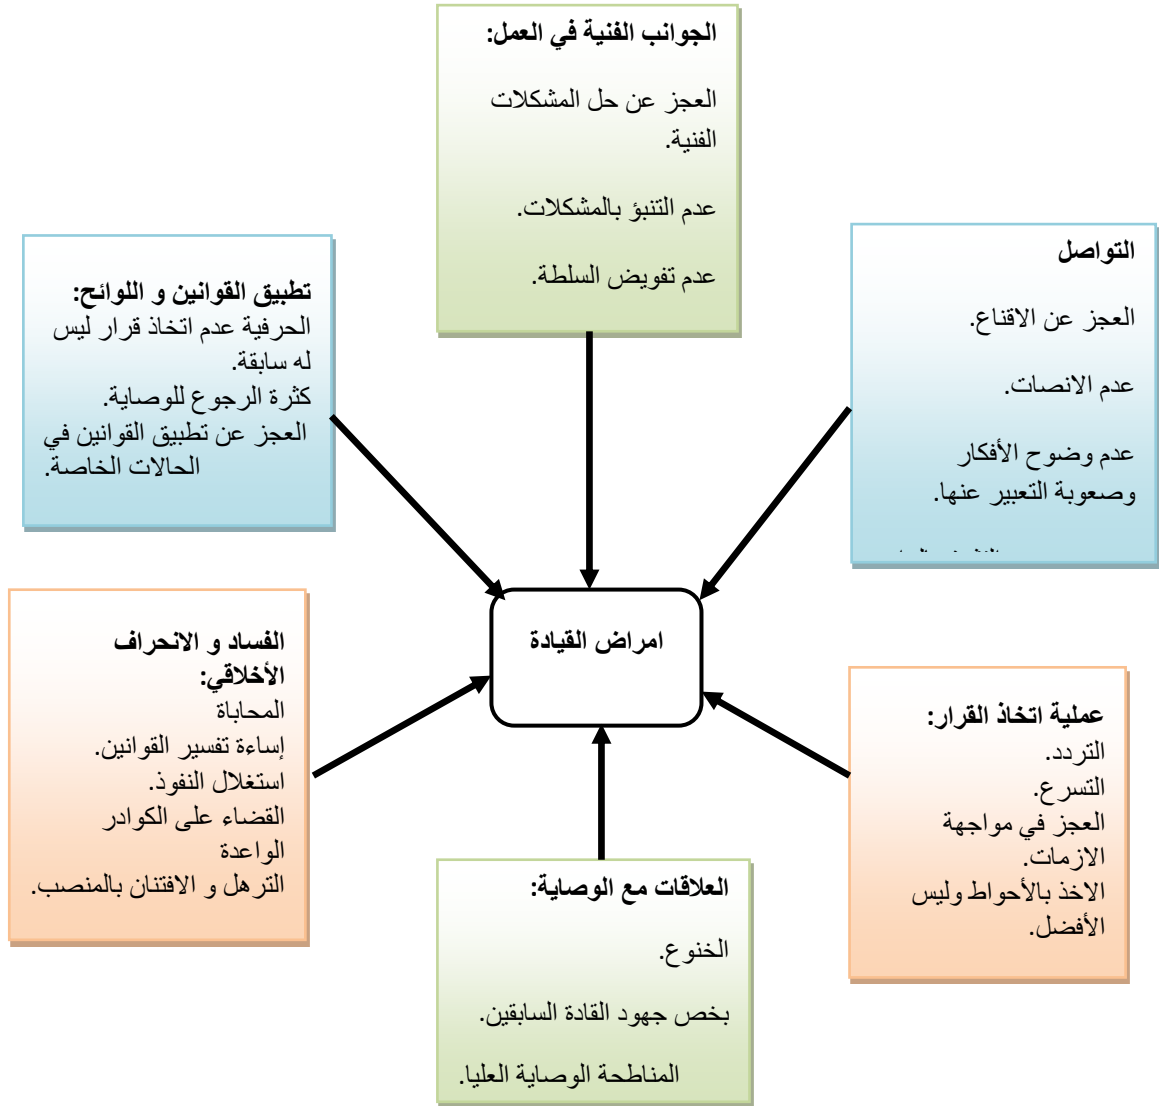 الجوانب الفنية في العمل:
العجز عن حل المشكلات
الفنية.
عدم التنبؤ بالمشكلات.
عدم تفويض السلطة.
التواصل
العجز عن الاقناع.
عدم الانصات.
عدم وضوح الأفكار
وصعوبة التعبير عنها.
تطبيق القوانين و اللوائح:
الحرفية عدم اتخاذ قرار ليس
له سابقة.
كثرة الرجوع للوصاية.
العجز عن تطبيق القوانين في
الحالات الخاصة.
امراض القيادة
الفساد و الانحراف
الأخلاقي:
المحاباة
إساءة تفسير القوانين.
استغلال النفوذ.
القضاء على الكوادر
الواعدة
الترهل و الافتنان بالمنصب.
عملية اتخاذ القرار:
التردد.
التسرع.
العجز في مواجهة
الازمات.
الاخذ بالأحواط وليس
الأفضل.
العلاقات مع الوصاية:
الخنوع.
بخص جهود القادة السابقين.
المناطحة الوصاية العليا.